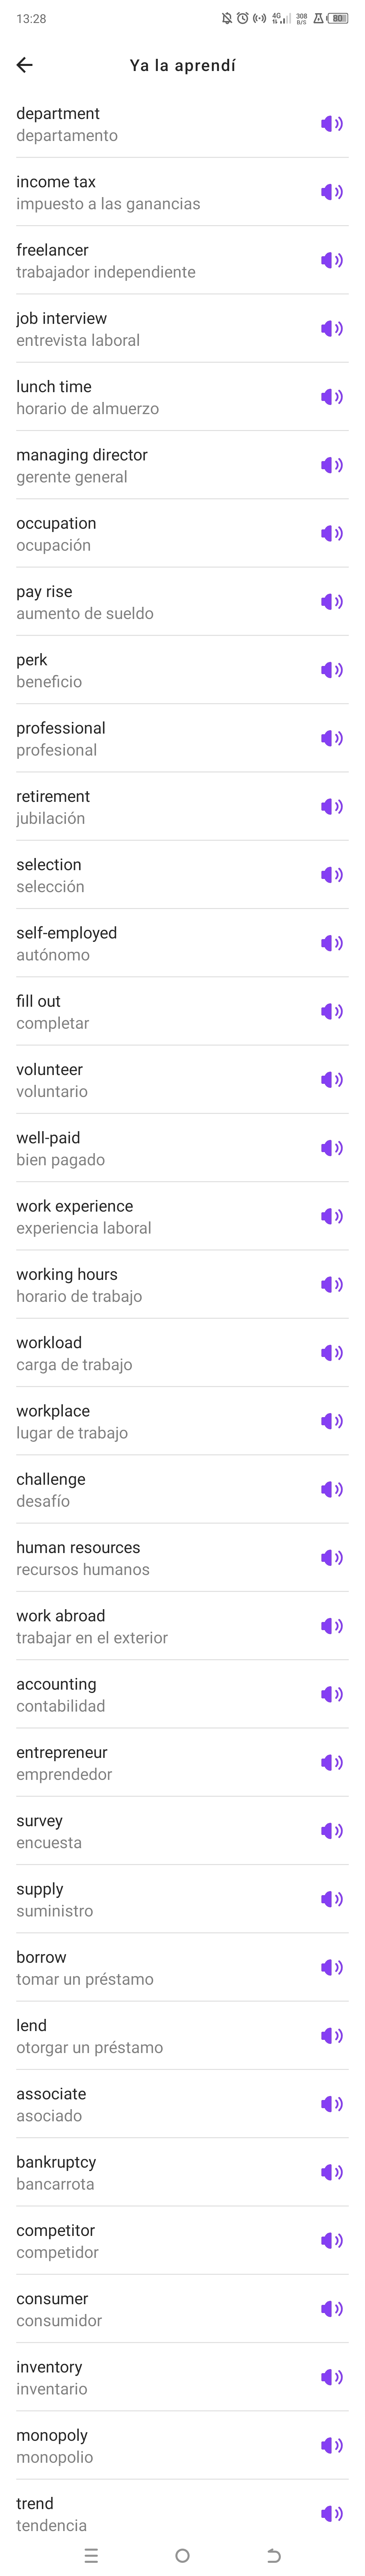 13:28
4G
308
B/S
80
Ya la aprendí
department
departamento
income tax
impuesto a las ganancias
freelancer
trabajador independiente
job interview
entrevista laboral
lunch time
horario de almuerzo
managing director
gerente general
occupation
ocupación
pay rise
aumento de sueldo
perk
beneficio
professional
profesional
retirement
jubilación
selection
selección
self-employed
autónomo
fill out
completar
volunteer
voluntario
well-paid
bien pagado
work experience
experiencia laboral
working hours
horario de trabajo
workload
carga de trabajo
workplace
lugar de trabajo
challenge
desafío
human resources
recursos humanos
work abroad
trabajar en el exterior
accounting
contabilidad
entrepreneur
emprendedor
survey
encuesta
supply
suministro
borrow
tomar un préstamo
lend
otorgar un préstamo
associate
asociado
bankruptcy
bancarrota
competitor
competidor
consumer
consumidor
inventory
inventario
monopoly
monopolio
trend
tendencia